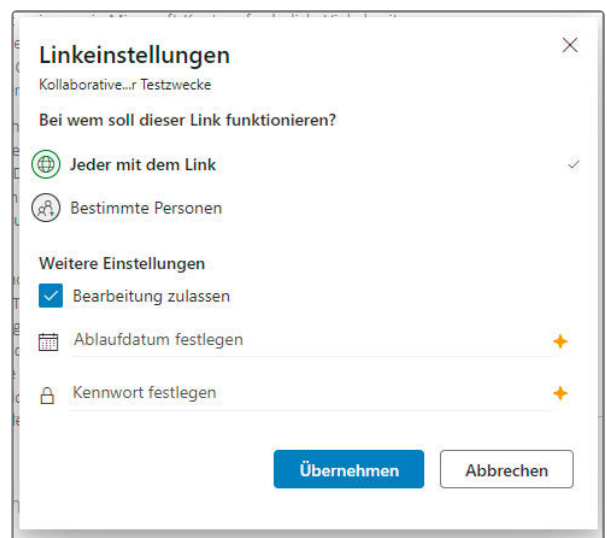 Linkeinstellungen
Kollaborative...r Testzwecke
Bei wem soll dieser Link funktionieren?
Jeder mit dem Link
Bestimmte Personen
Weitere Einstellungen
Bearbeitung zulassen
Ablaufdatum festlegen
Kennwort festlegen
Übernehmen
Abbrechen